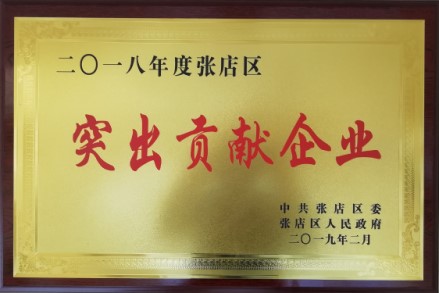 二〇一八年度张店区
突出贡献企业
中共张店区委
张店区人民政府
二〇一九年二月